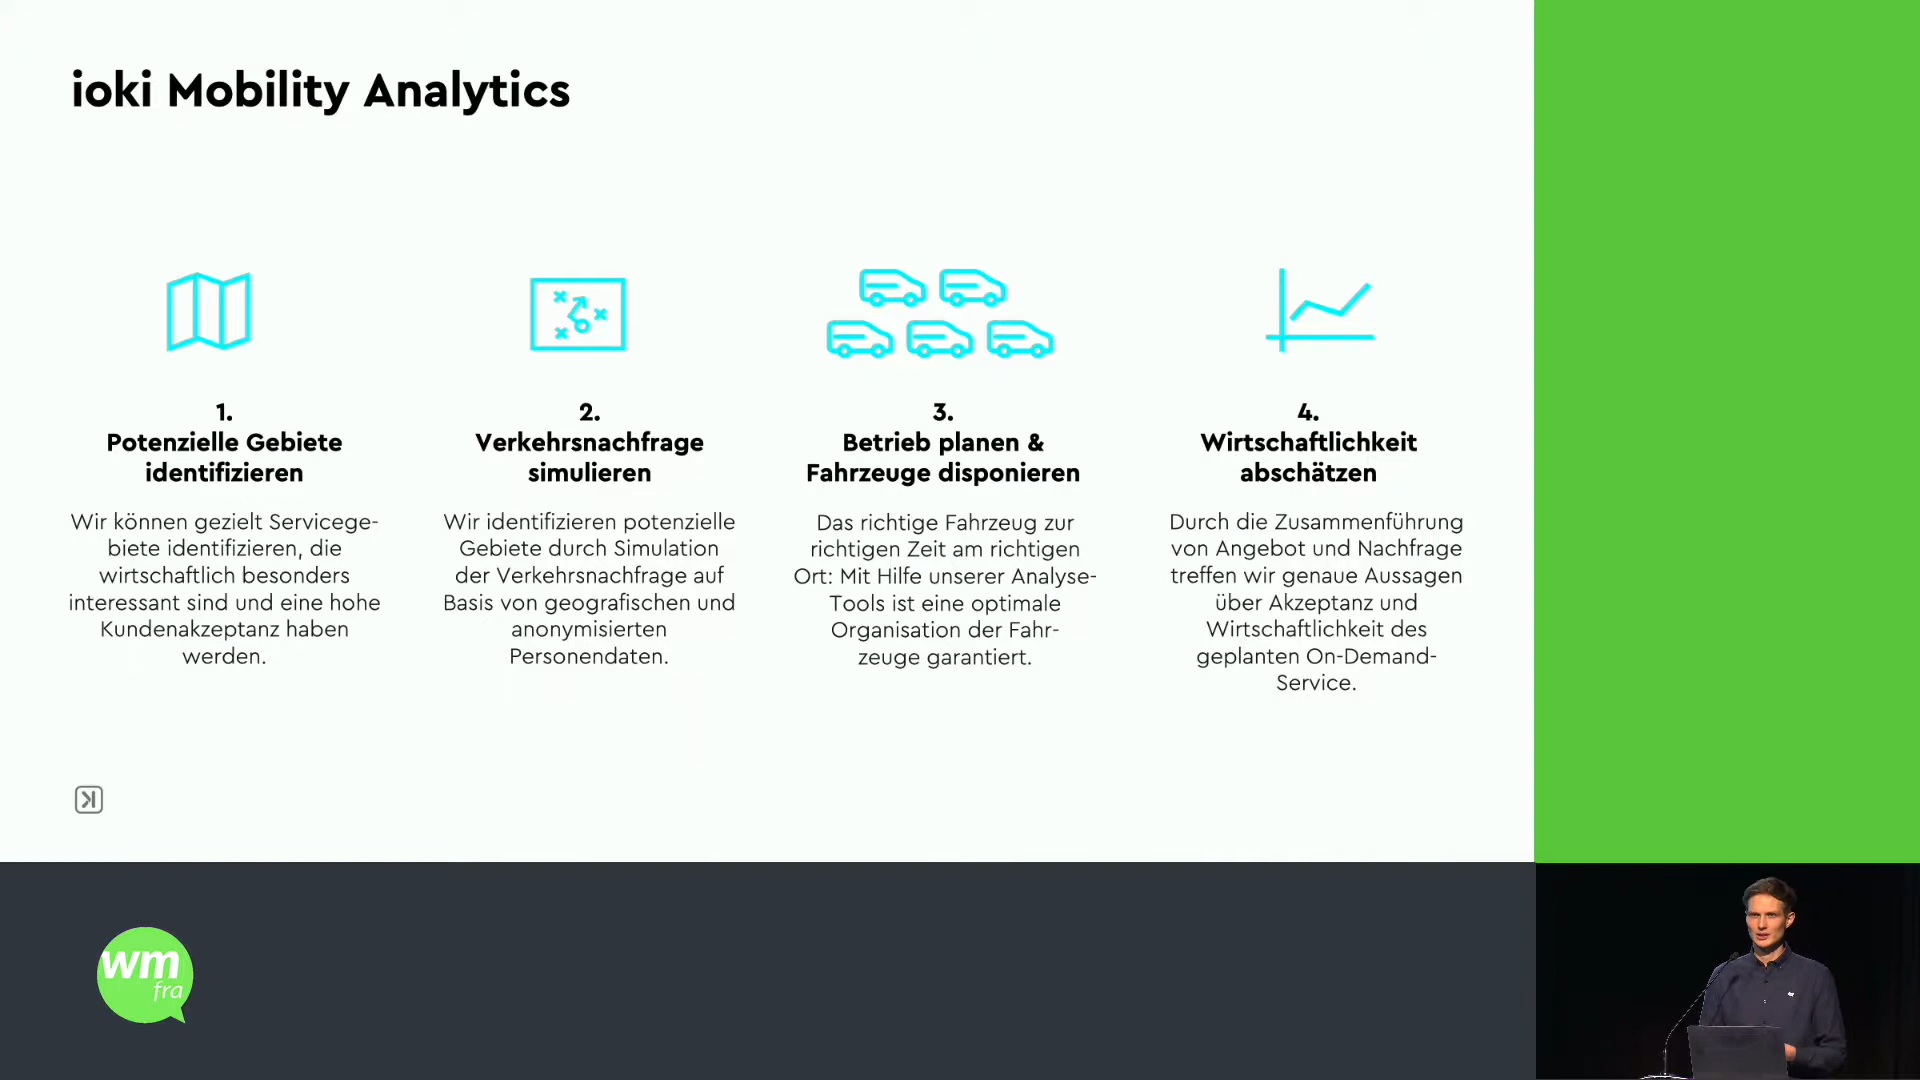 ioki Mobility Analytics
1.
Potenzielle Gebiete
identifizieren
Wir können gezielt Servicege-
biete identifizieren, die
wirtschaftlich besonders
interessant sind und eine hohe
Kundenakzeptanz haben
werden.
2.
Verkehrsnachfrage
simulieren
Wir identifizieren potenzielle
Gebiete durch Simulation
der Verkehrsnachfrage auf
Basis von geografischen und
anonymisierten
Personendaten.
3.
Betrieb planen &
Fahrzeuge disponieren
Das richtige Fahrzeug zur
richtigen Zeit am richtigen
Ort: Mit Hilfe unserer Analyse-
Tools ist eine optimale
Organisation der Fahr-
zeuge garantiert.
4.
Wirtschaftlichkeit
abschätzen
Durch die Zusammenführung
von Angebot und Nachfrage
treffen wir genaue Aussagen
über Akzeptanz und
Wirtschaftlichkeit des
geplanten On-Demand-
Service.
wm
fra